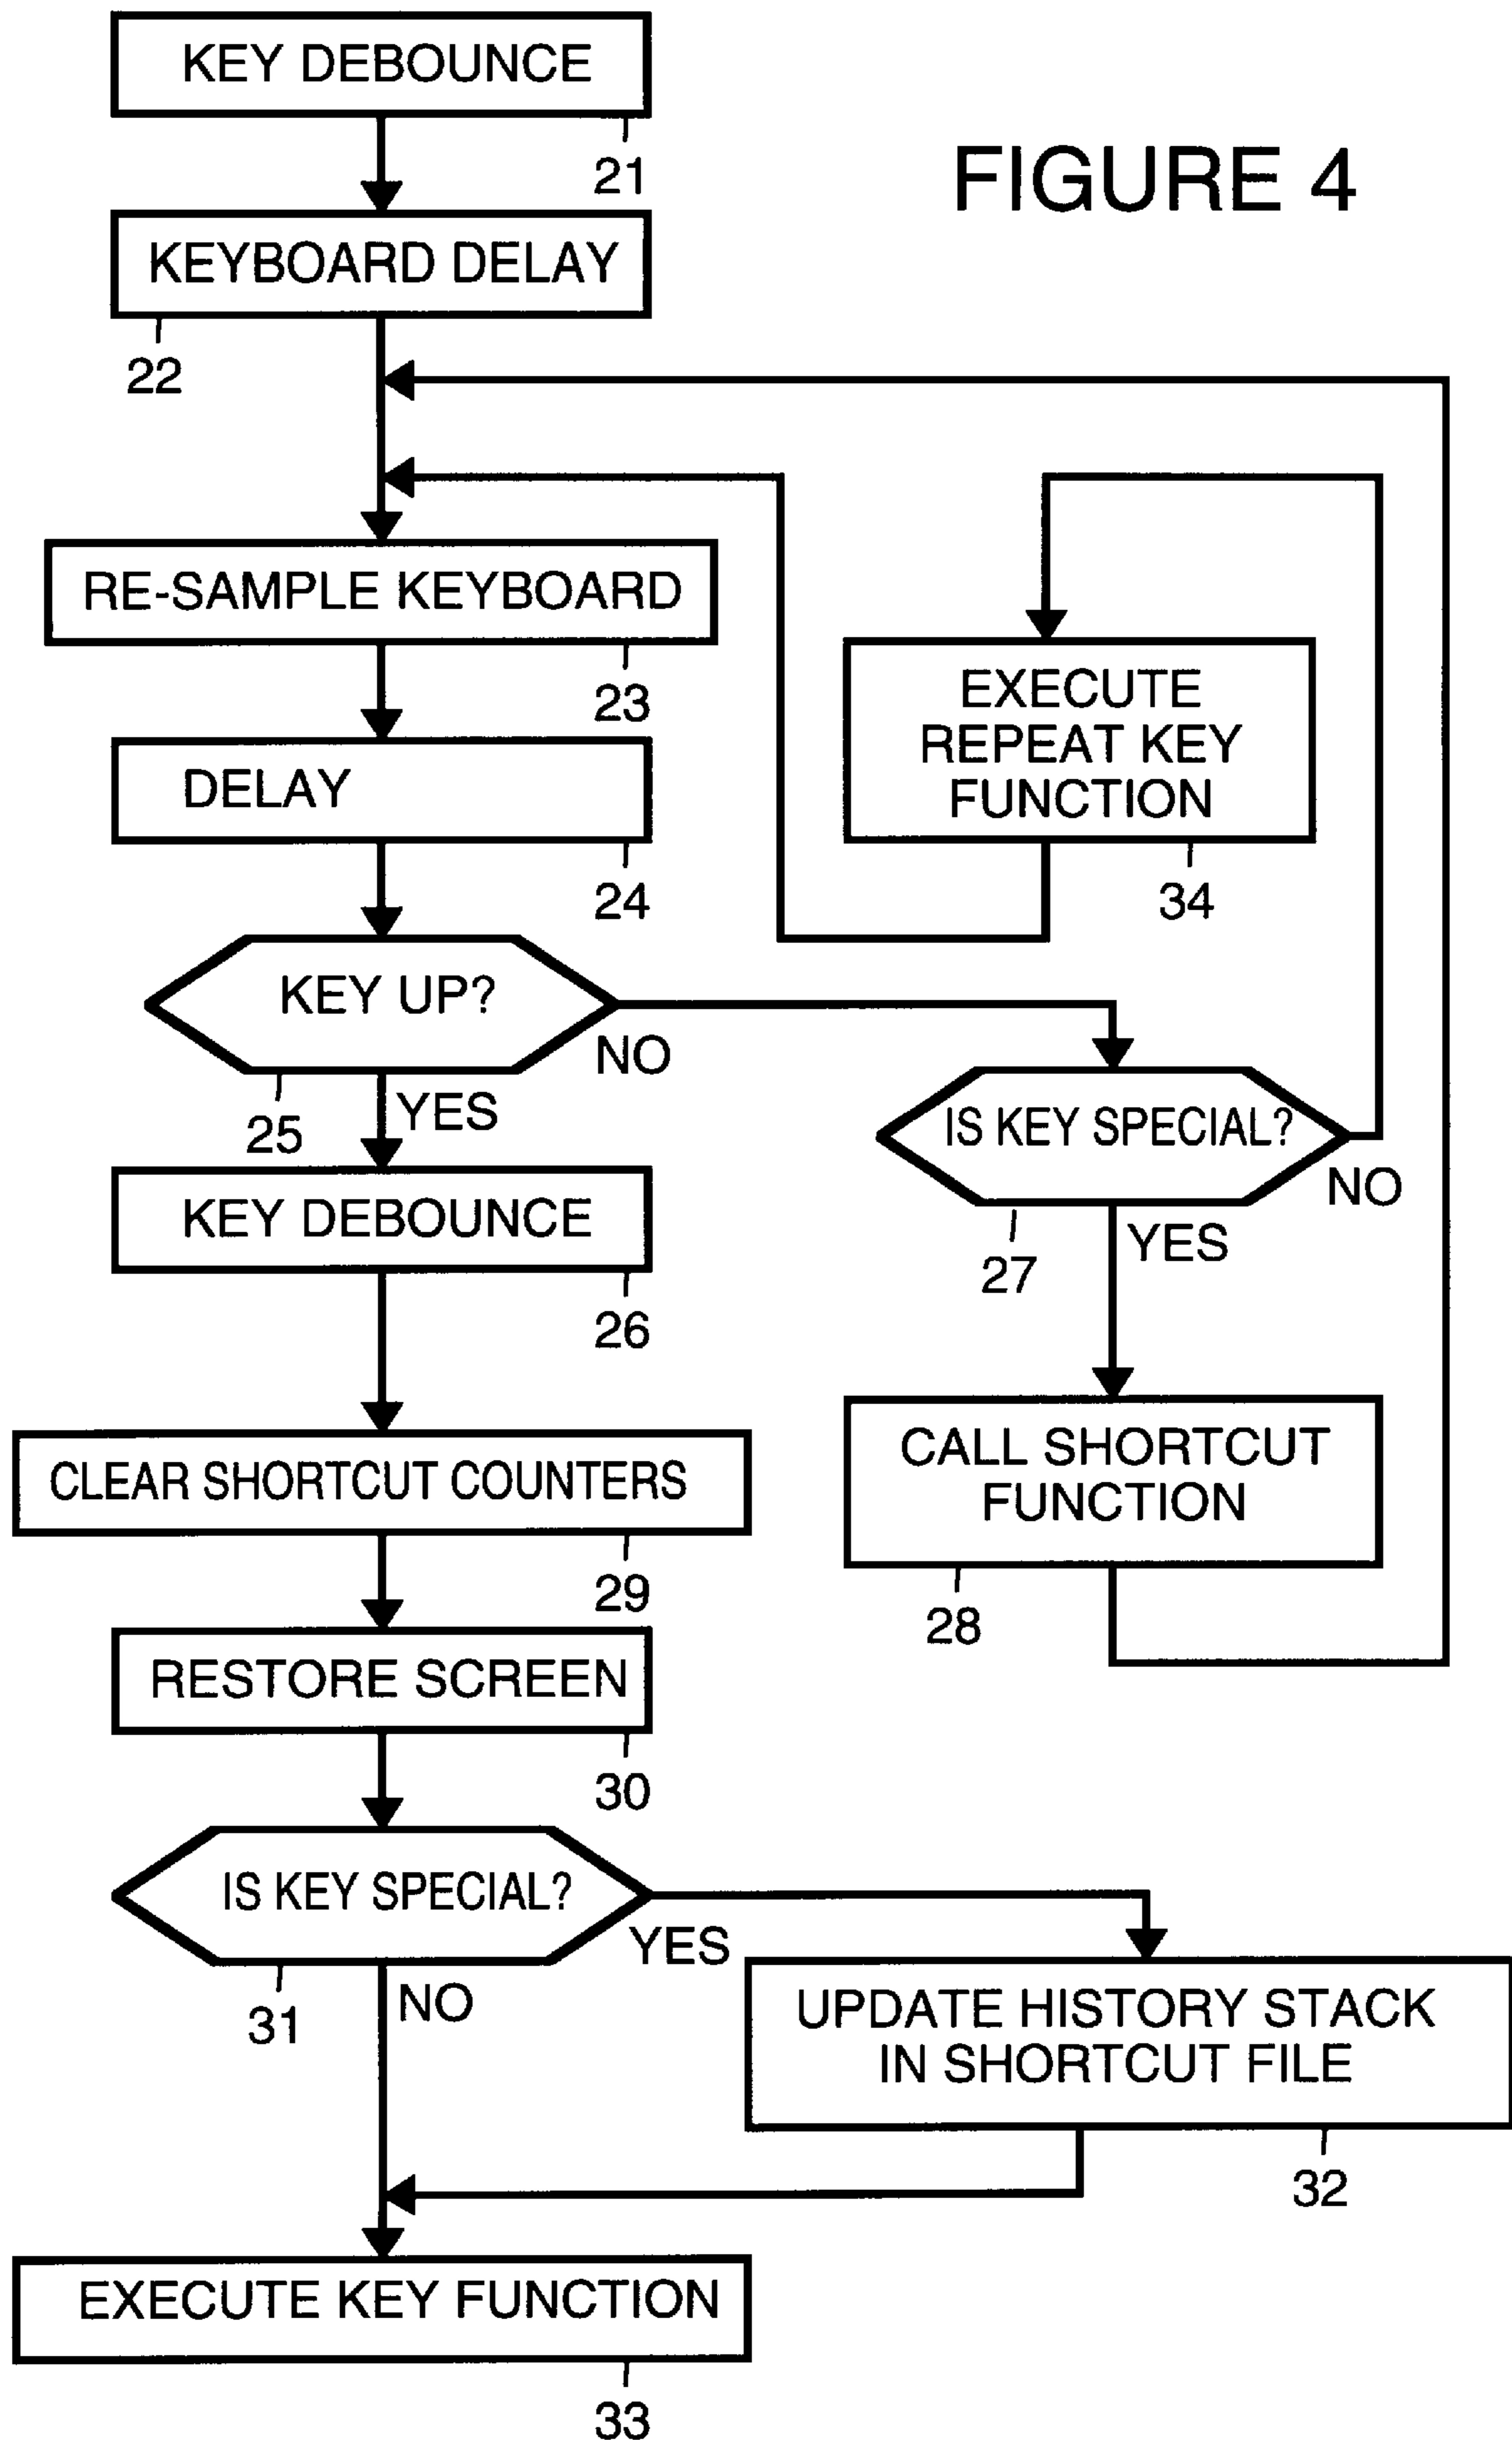 KEY DEBOUNCE
21
FIGURE 4
KEYBOARD DELAY
22
RE-SAMPLE KEYBOARD
23
DELAY
24
EXECUTE
REPEAT KEY
FUNCTION
34
KEY UP?
NO
25
YES
IS KEY SPECIAL?
NO
27
YES
KEY DEBOUNCE
26
CALL SHORTCUT
FUNCTION
28
CLEAR SHORTCUT COUNTERS
29
RESTORE SCREEN
30
IS KEY SPECIAL?
YES
31
NO
UPDATE HISTORY STACK
IN SHORTCUT FILE
32
EXECUTE KEY FUNCTION
33